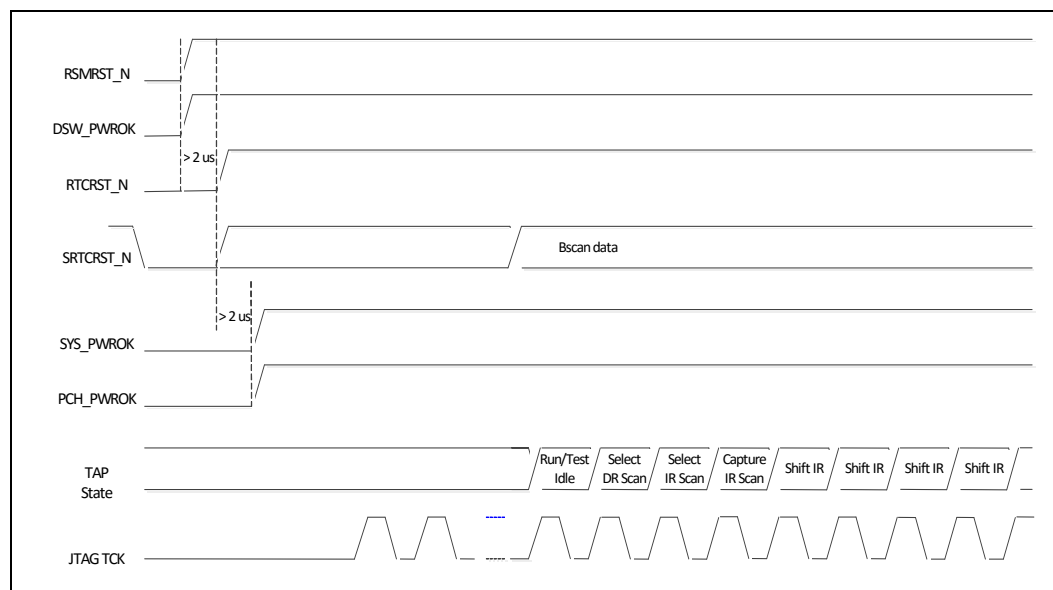 RSMRST_N
DSW_PWROK
> 2 us
RTCRST_N
SRTCRST_N
Bscan data
> 2 us
SYS_PWROK
PCH_PWROK
TAP
State
Run/Test
Idle
Select
DR Scan
Select
IR Scan
Capture
IR Scan
Shift IR
Shift IR
Shift IR
Shift IR
JTAG TCK